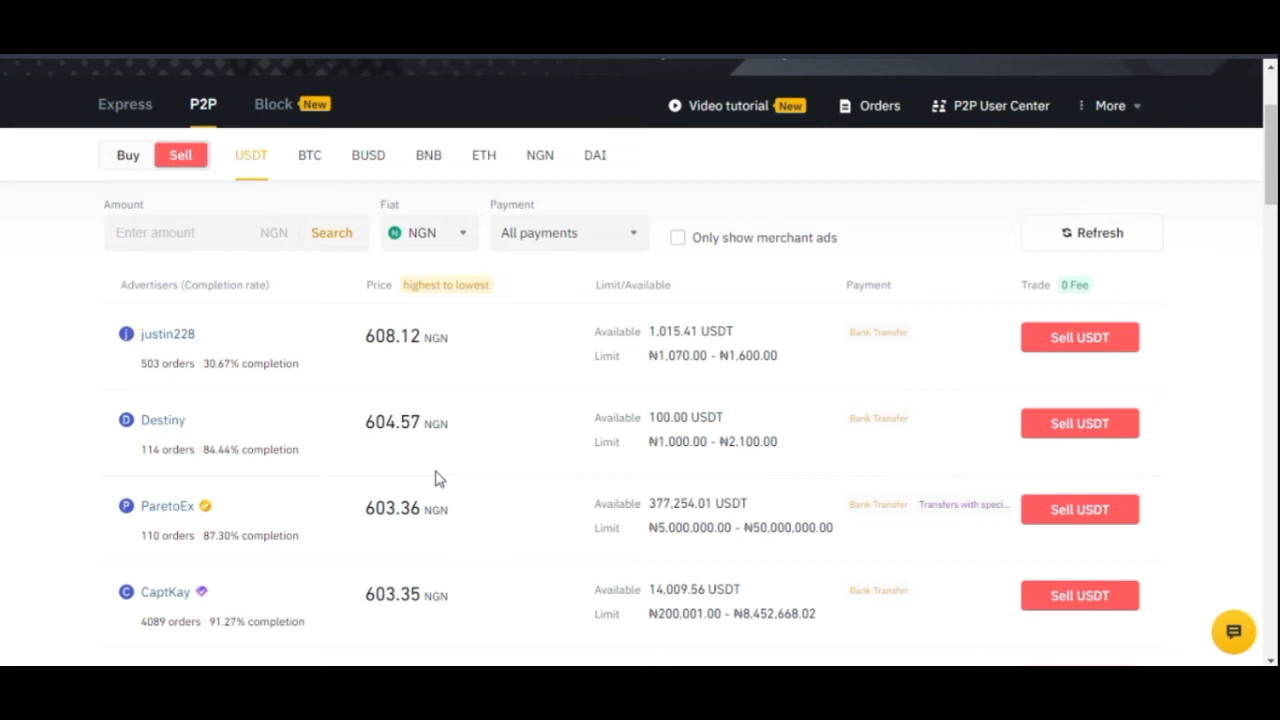 Express P2P Block New Video tutorial New Orders P2P User Center More
Buy Sell USDT BTC BUSD BNB ETH NGN DAI
Amount Fiat Payment
Enter amount NGN Search N NGN All payments Only show merchant ads Refresh
Advertisers (Completion rate) Price highest to lowest Limit/Available Payment Trade 0 Fee
j justin228 608.12 NGN Available 1,015.41 USDT Bank Transfer Sell USDT
503 orders 30.67% completion Limit ₦1,070.00 - ₦1,600.00
D Destiny 604.57 NGN Available 100.00 USDT Bank Transfer Sell USDT
114 orders 84.44% completion Limit ₦1,000.00 - ₦2,100.00
P ParetoEx 603.36 NGN Available 377,254.01 USDT Bank Transfer Transfers with speci... Sell USDT
110 orders 87.30% completion Limit ₦5,000,000.00 - ₦50,000,000.00
C CaptKay 603.35 NGN Available 14,009.56 USDT Bank Transfer Sell USDT
4089 orders 91.27% completion Limit ₦200,001.00 - ₦8,452,668.02